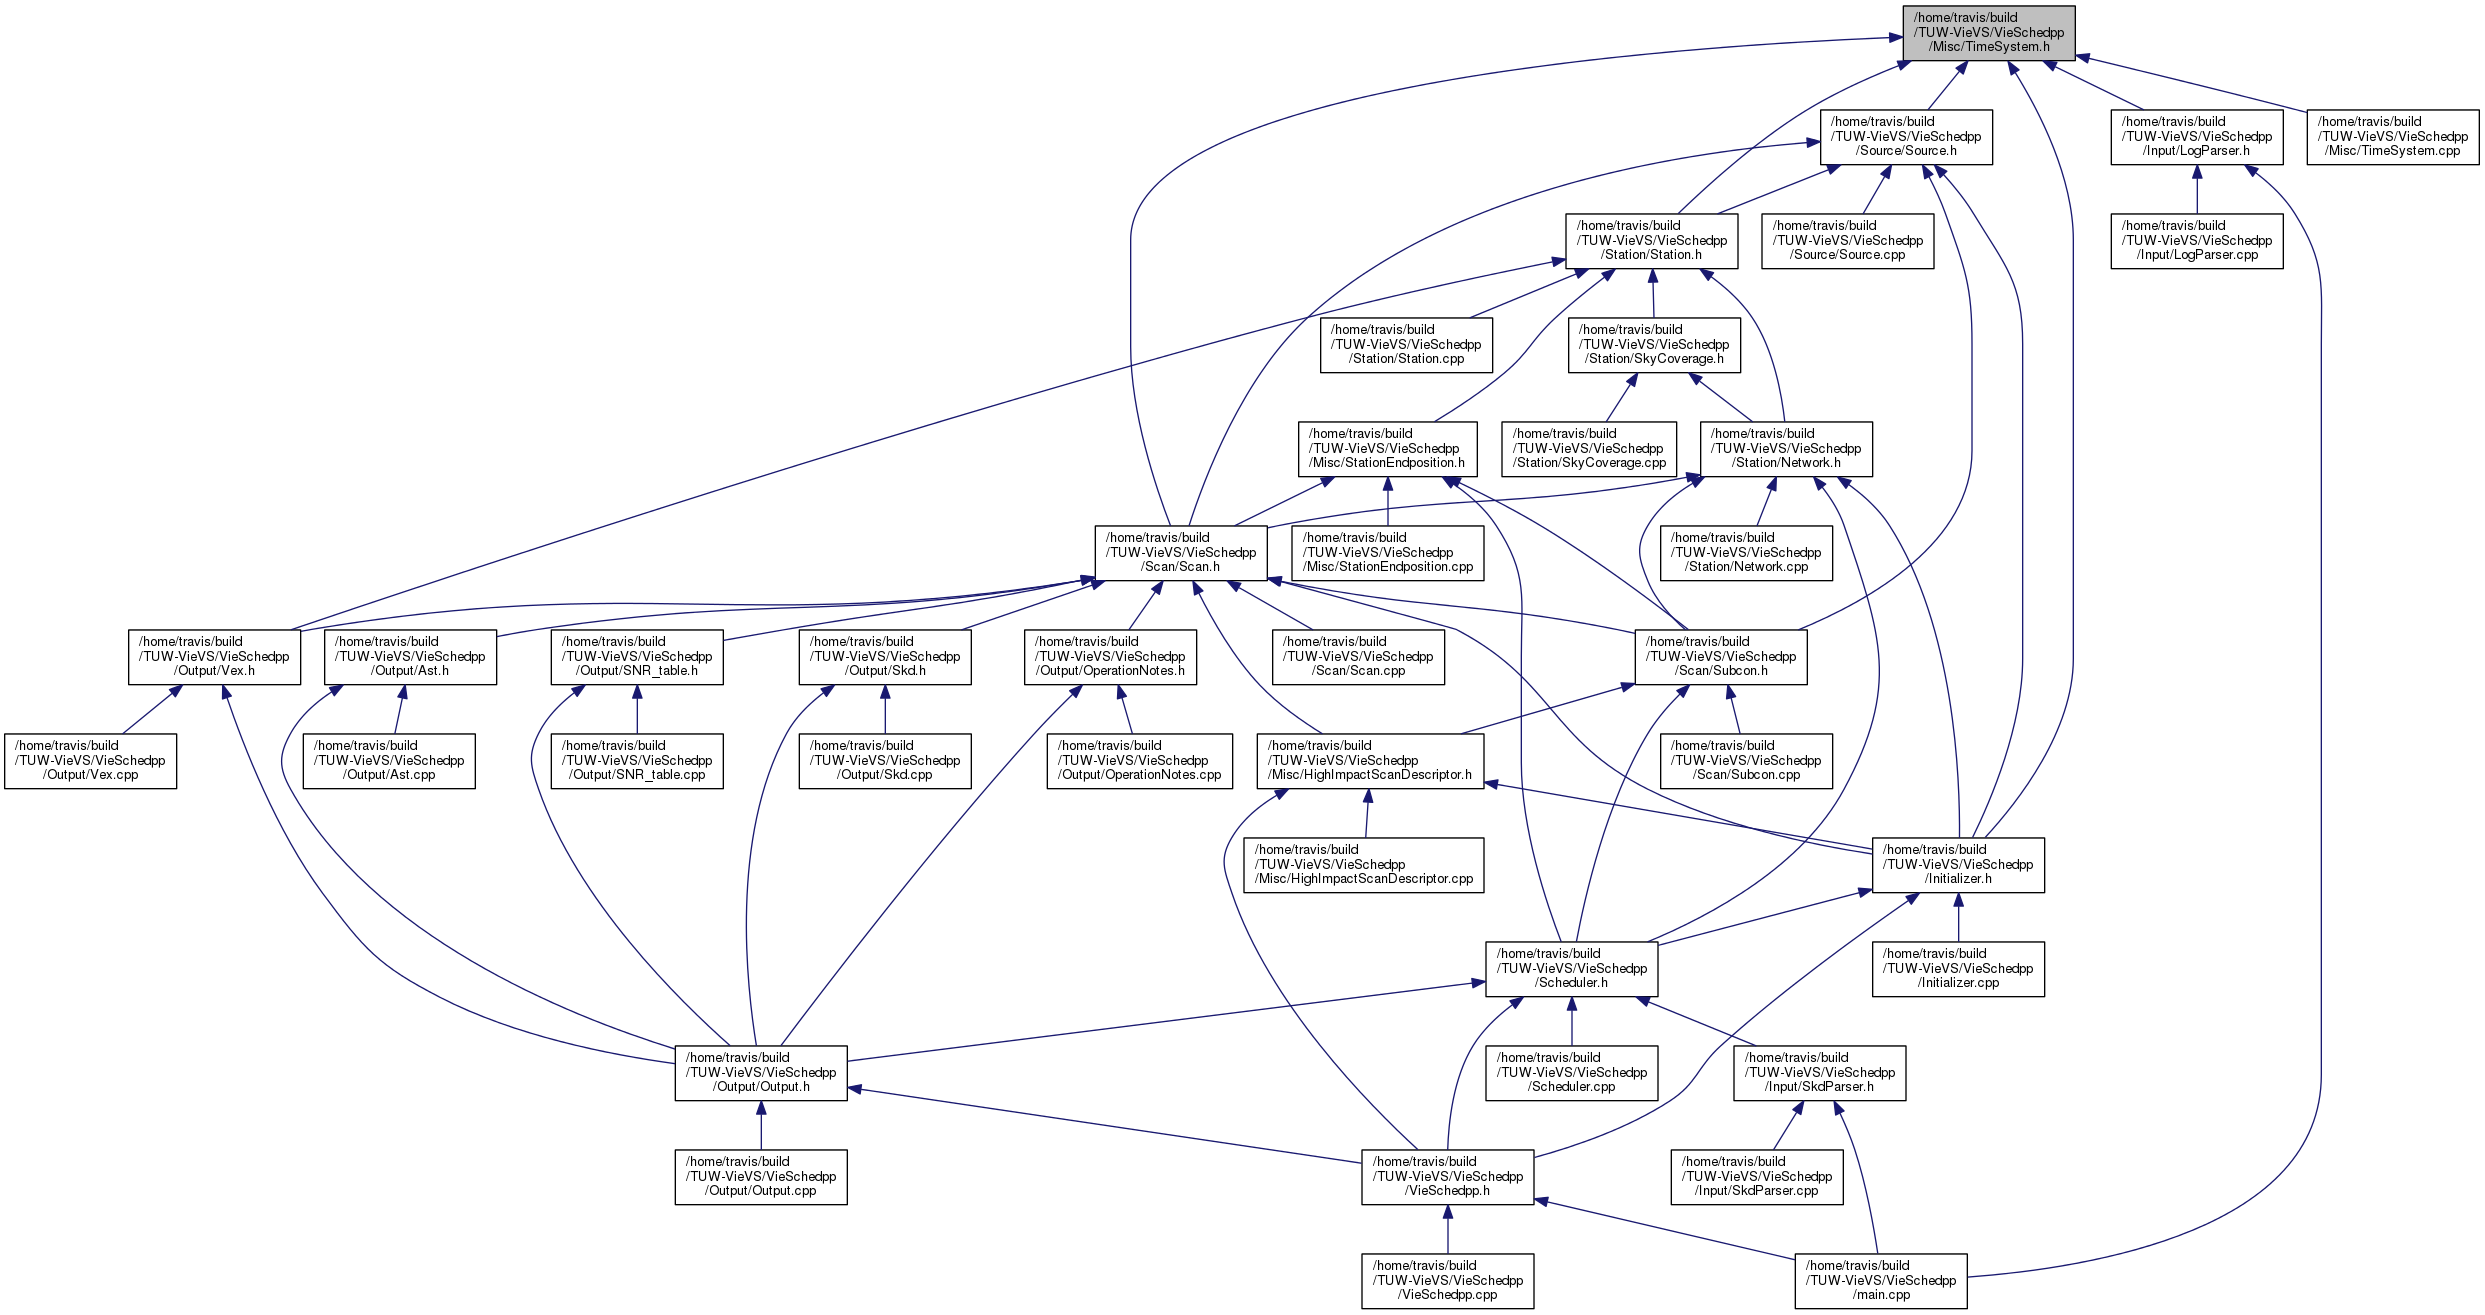 /home/travis/build
/TUW-VieVS/VieSchedpp
/Misc/TimeSystem.h
/home/travis/build
/TUW-VieVS/VieSchedpp
/Source/Source.h
/home/travis/build
/TUW-VieVS/VieSchedpp
/Input/LogParser.h
/home/travis/build
/TUW-VieVS/VieSchedpp
/Misc/TimeSystem.cpp
/home/travis/build
/TUW-VieVS/VieSchedpp
/Station/Station.h
/home/travis/build
/TUW-VieVS/VieSchedpp
/Source/Source.cpp
/home/travis/build
/TUW-VieVS/VieSchedpp
/Input/LogParser.cpp
/home/travis/build
/TUW-VieVS/VieSchedpp
/Station/Station.cpp
/home/travis/build
/TUW-VieVS/VieSchedpp
/Station/SkyCoverage.h
/home/travis/build
/TUW-VieVS/VieSchedpp
/Misc/StationEndposition.h
/home/travis/build
/TUW-VieVS/VieSchedpp
/Station/SkyCoverage.cpp
/home/travis/build
/TUW-VieVS/VieSchedpp
/Station/Network.h
/home/travis/build
/TUW-VieVS/VieSchedpp
/Scan/Scan.h
/home/travis/build
/TUW-VieVS/VieSchedpp
/Misc/StationEndposition.cpp
/home/travis/build
/TUW-VieVS/VieSchedpp
/Station/Network.cpp
/home/travis/build
/TUW-VieVS/VieSchedpp
/Output/Vex.h
/home/travis/build
/TUW-VieVS/VieSchedpp
/Output/Ast.h
/home/travis/build
/TUW-VieVS/VieSchedpp
/Output/SNR_table.h
/home/travis/build
/TUW-VieVS/VieSchedpp
/Output/Skd.h
/home/travis/build
/TUW-VieVS/VieSchedpp
/Output/OperationNotes.h
/home/travis/build
/TUW-VieVS/VieSchedpp
/Scan/Scan.cpp
/home/travis/build
/TUW-VieVS/VieSchedpp
/Scan/Subcon.h
/home/travis/build
/TUW-VieVS/VieSchedpp
/Output/Vex.cpp
/home/travis/build
/TUW-VieVS/VieSchedpp
/Output/Ast.cpp
/home/travis/build
/TUW-VieVS/VieSchedpp
/Output/SNR_table.cpp
/home/travis/build
/TUW-VieVS/VieSchedpp
/Output/Skd.cpp
/home/travis/build
/TUW-VieVS/VieSchedpp
/Output/OperationNotes.cpp
/home/travis/build
/TUW-VieVS/VieSchedpp
/Misc/HighImpactScanDescriptor.h
/home/travis/build
/TUW-VieVS/VieSchedpp
/Scan/Subcon.cpp
/home/travis/build
/TUW-VieVS/VieSchedpp
/Misc/HighImpactScanDescriptor.cpp
/home/travis/build
/TUW-VieVS/VieSchedpp
/Initializer.h
/home/travis/build
/TUW-VieVS/VieSchedpp
/Scheduler.h
/home/travis/build
/TUW-VieVS/VieSchedpp
/Initializer.cpp
/home/travis/build
/TUW-VieVS/VieSchedpp
/Output/Output.h
/home/travis/build
/TUW-VieVS/VieSchedpp
/Scheduler.cpp
/home/travis/build
/TUW-VieVS/VieSchedpp
/Input/SkdParser.h
/home/travis/build
/TUW-VieVS/VieSchedpp
/Output/Output.cpp
/home/travis/build
/TUW-VieVS/VieSchedpp
/VieSchedpp.h
/home/travis/build
/TUW-VieVS/VieSchedpp
/Input/SkdParser.cpp
/home/travis/build
/TUW-VieVS/VieSchedpp
/VieSchedpp.cpp
/home/travis/build
/TUW-VieVS/VieSchedpp
/main.cpp